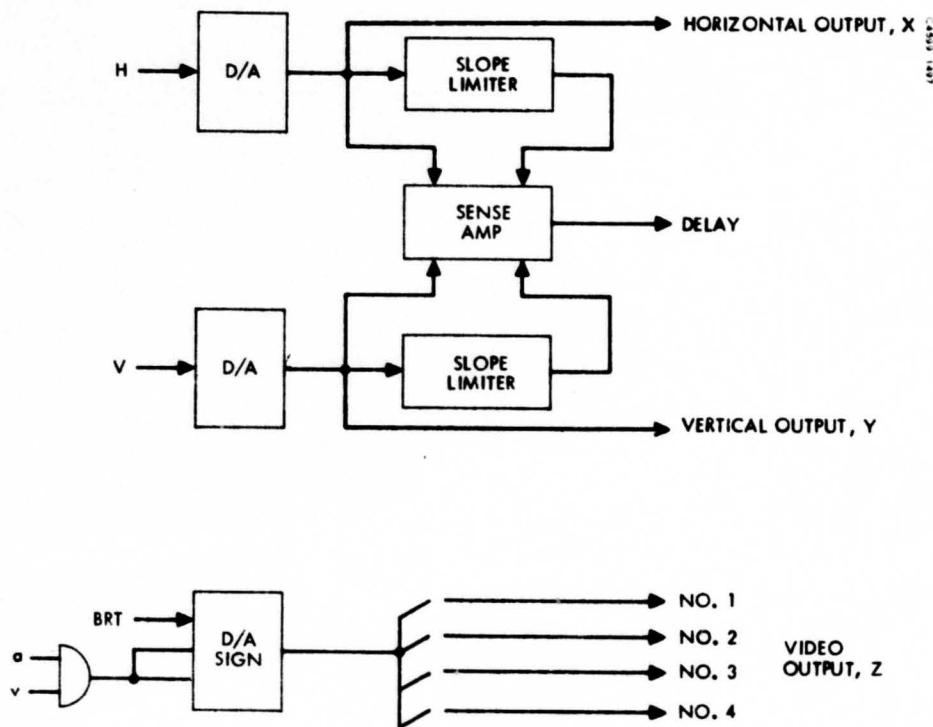 HORIZONTAL OUTPUT, X
H
D/A
SLOPE
LIMITER
SENSE
AMP
DELAY
V
D/A
SLOPE
LIMITER
VERTICAL OUTPUT, Y
BRT
D/A
SIGN
a
v
NO. 1
NO. 2
NO. 3
NO. 4
VIDEO
OUTPUT, Z